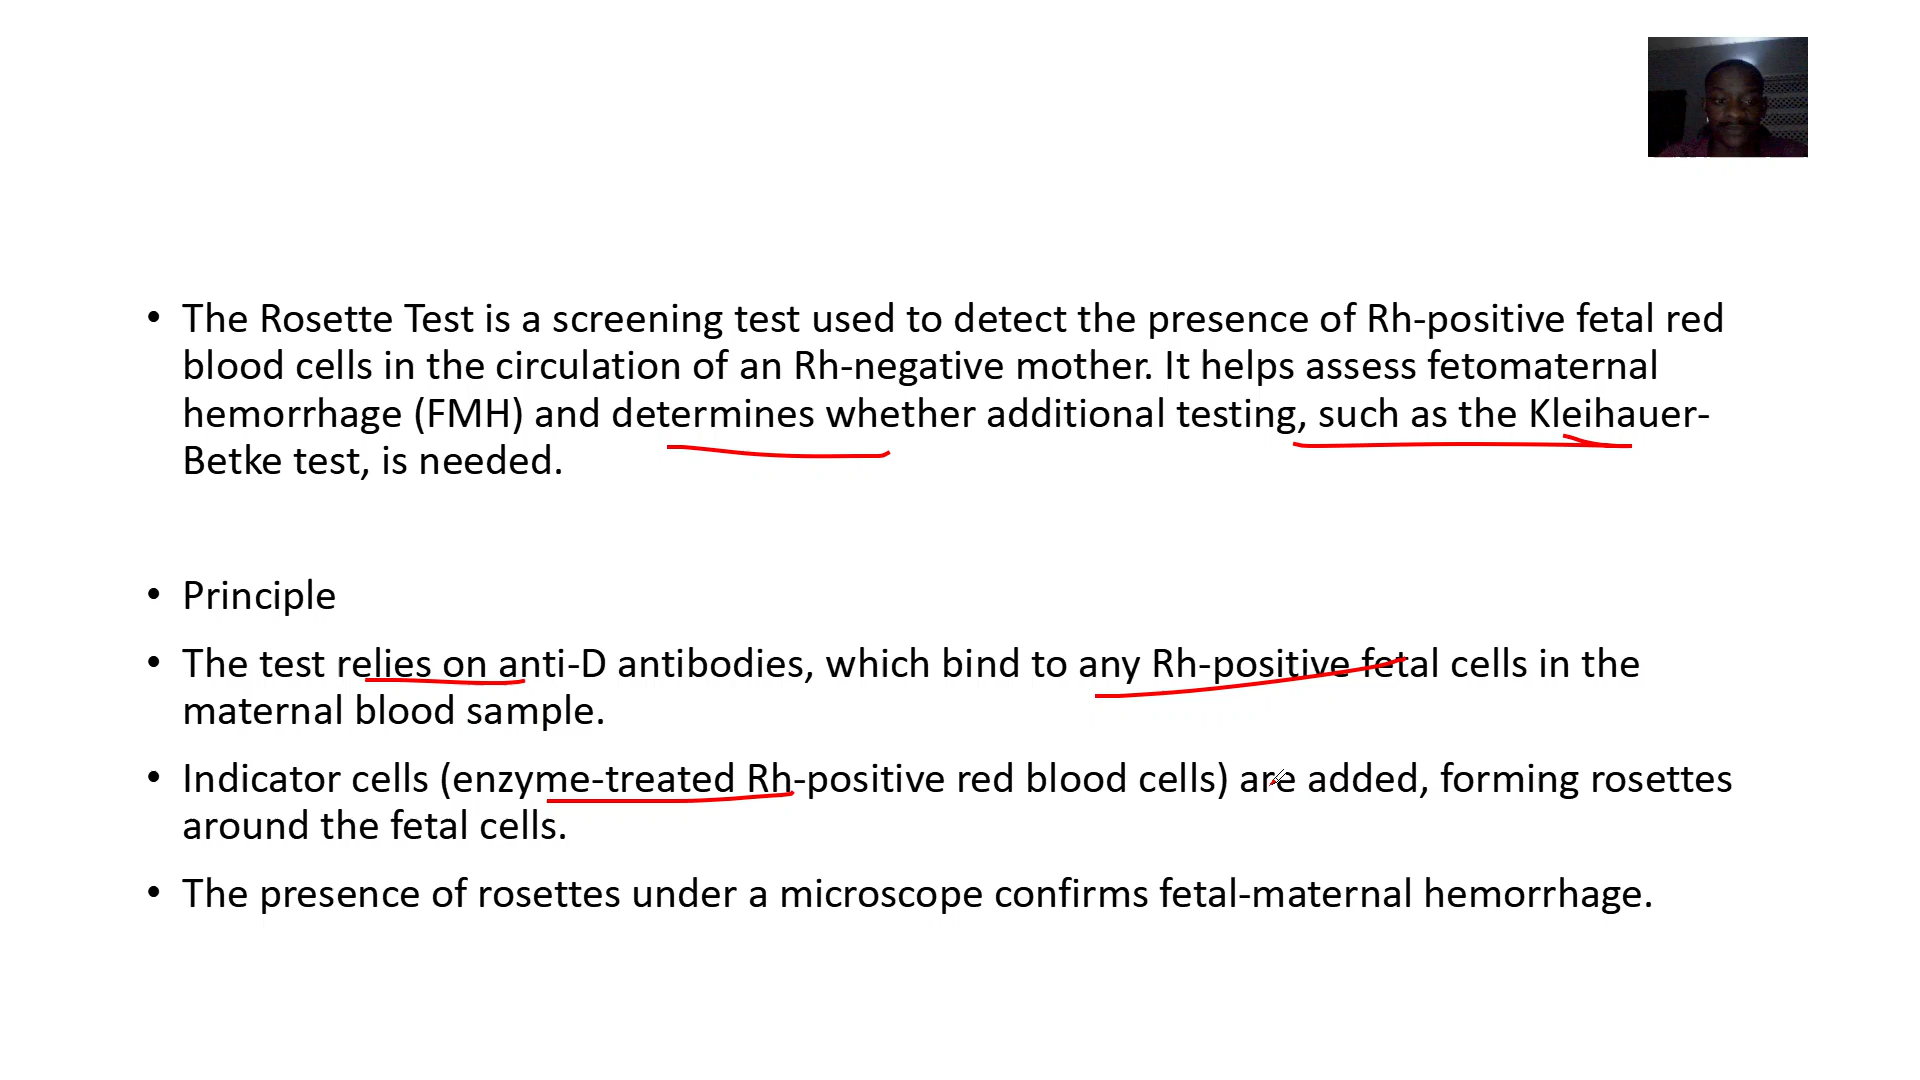 • The Rosette Test is a screening test used to detect the presence of Rh-positive fetal red
blood cells in the circulation of an Rh-negative mother. It helps assess fetomaternal
hemorrhage (FMH) and determines whether additional testing, such as the Kleihauer-
Betke test, is needed.
• Principle
• The test relies on anti-D antibodies, which bind to any Rh-positive fetal cells in the
maternal blood sample.
• Indicator cells (enzyme-treated Rh-positive red blood cells) are added, forming rosettes
around the fetal cells.
• The presence of rosettes under a microscope confirms fetal-maternal hemorrhage.